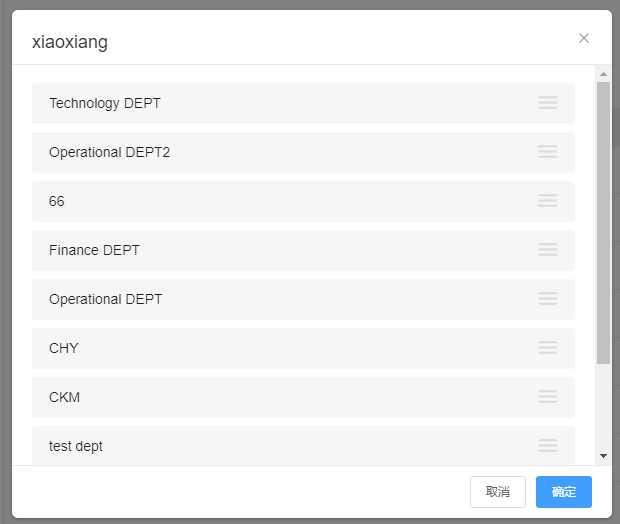 xiaoxiang
Technology DEPT
Operational DEPT2
66
Finance DEPT
Operational DEPT
CHY
CKM
test dept
取消
确定